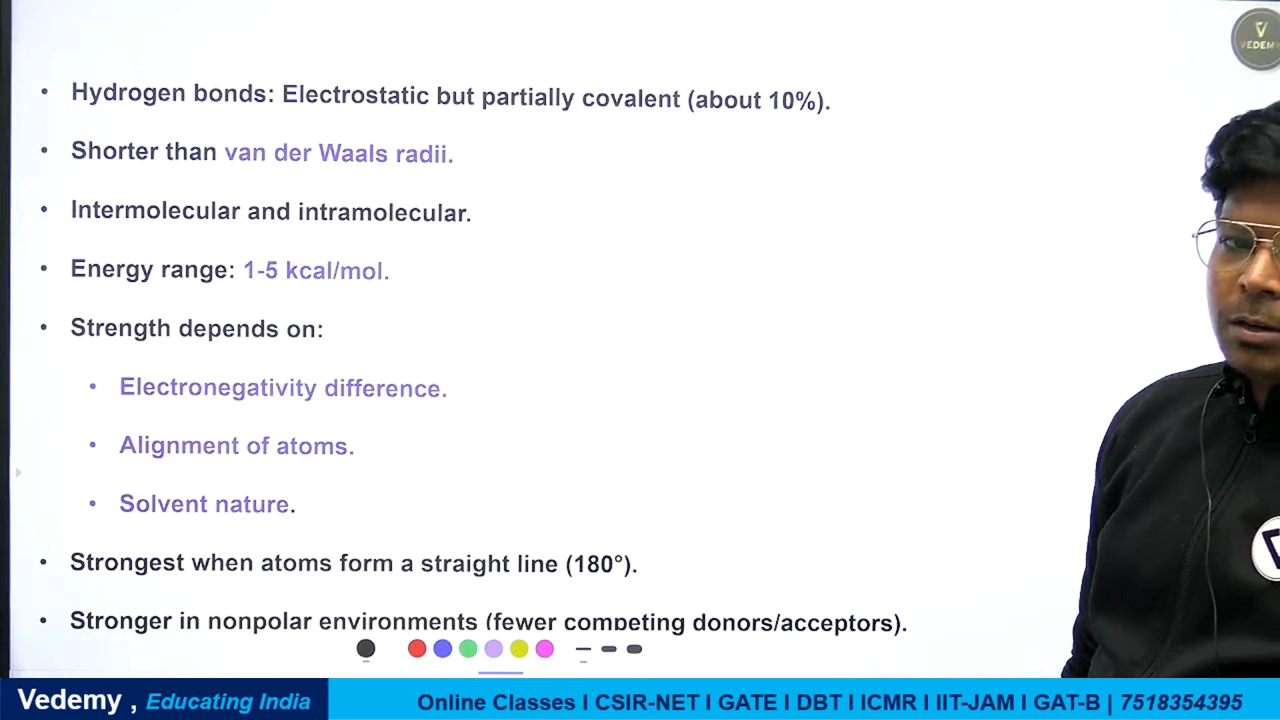 VEDEM
• Hydrogen bonds: Electrostatic but partially covalent (about 10%).
• Shorter than van der Waals radii.
• Intermolecular and intramolecular.
• Energy range: 1-5 kcal/mol.
• Strength depends on:
• Electronegativity difference.
• Alignment of atoms.
• Solvent nature.
• Strongest when atoms form a straight line (180°).
• Stronger in nonpolar environments (fewer competing donors/acceptors).
Vedemy , Educating India
Online Classes I CSIR-NET I GATE I DBT I ICMR I IIT-JAM I GAT-B | 7518354395